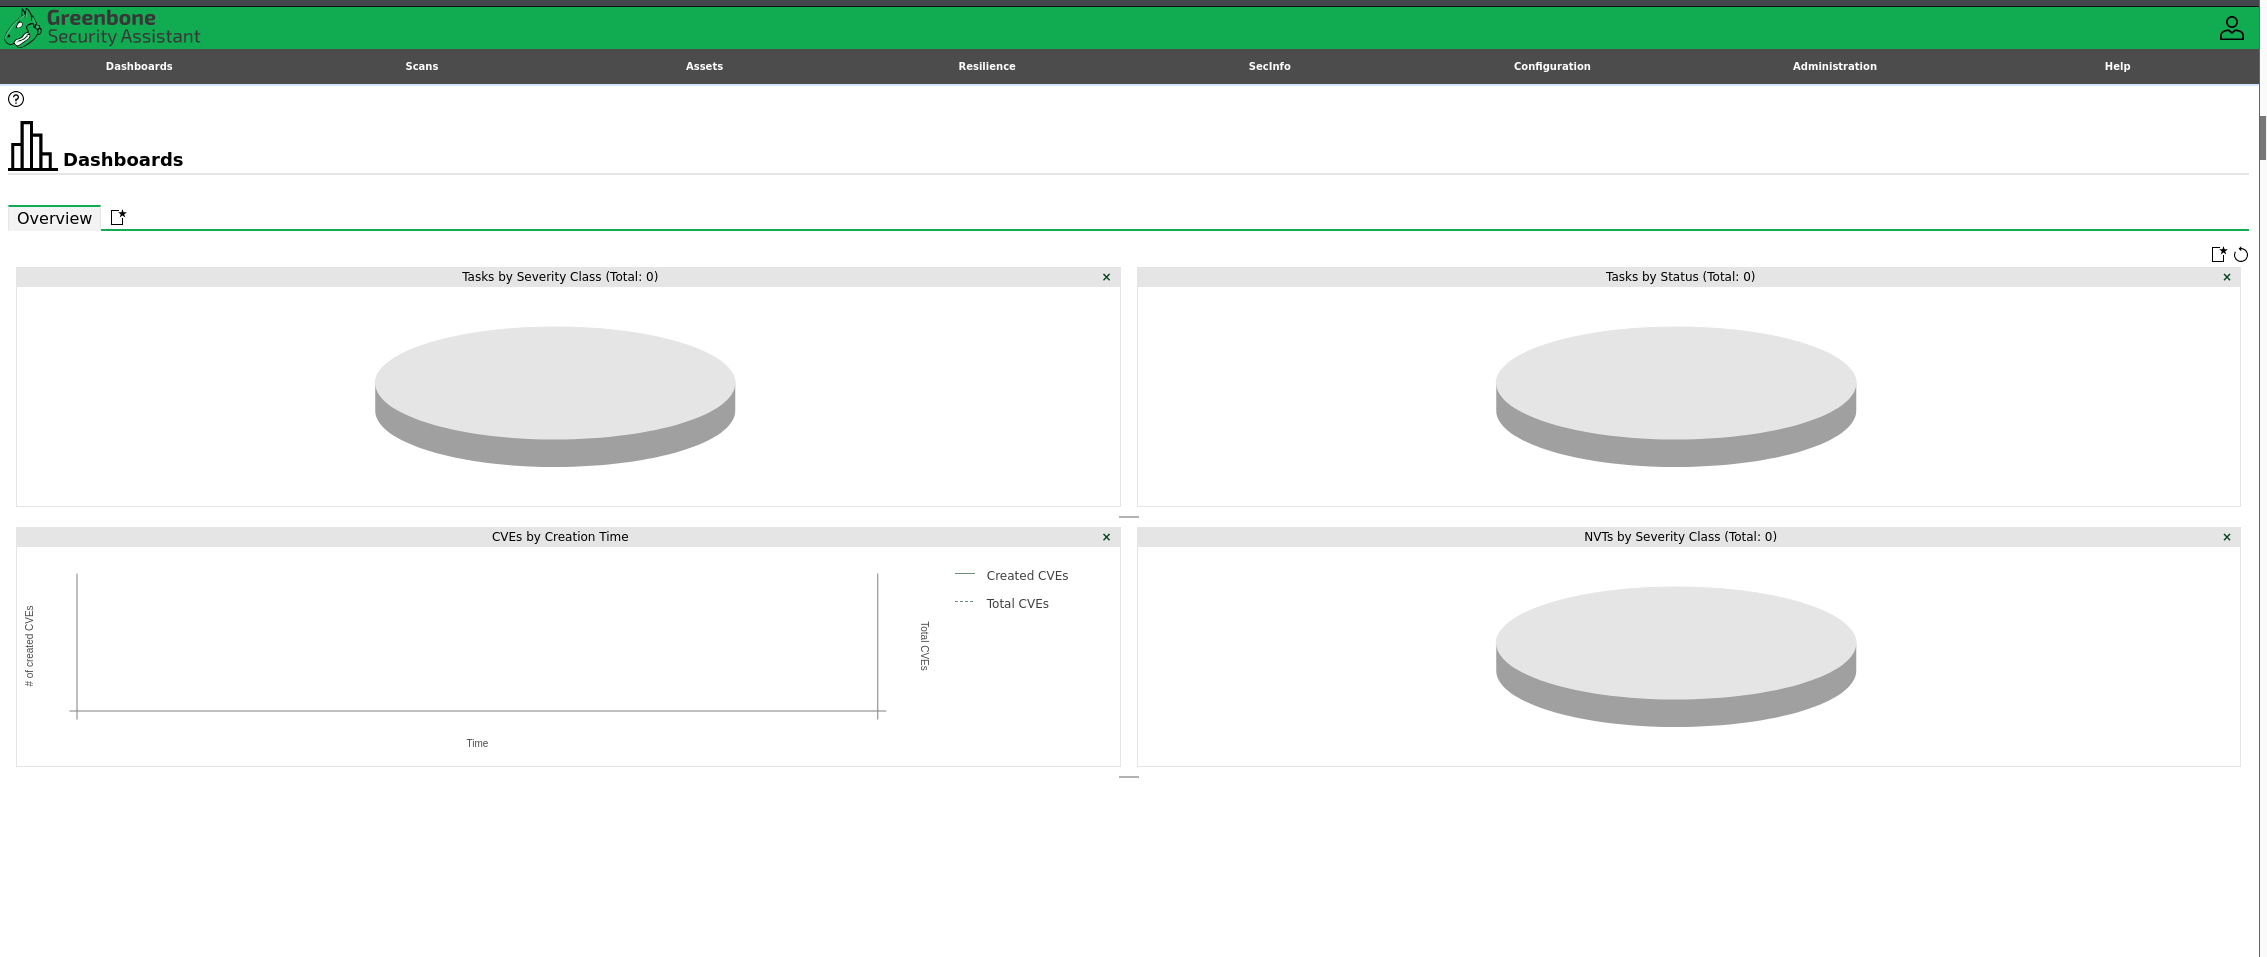 Greenbone
Security Assistant
Dashboards Scans Assets Resilience SecInfo Configuration Administration Help
Dashboards
Overview
Tasks by Severity Class (Total: 0)
Tasks by Status (Total: 0)
CVEs by Creation Time
# of created CVEs
Time
Total CVEs
Created CVEs
Total CVEs
NVTs by Severity Class (Total: 0)